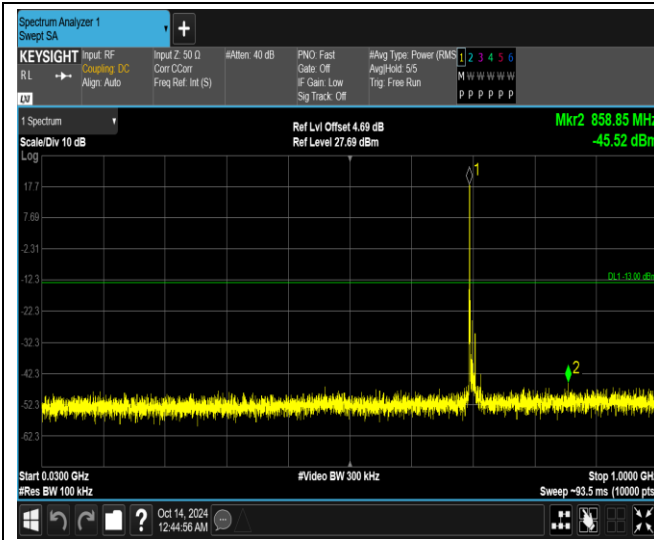 Spectrum Analyzer 1
Swept SA
+
KEYSIGHT
RL
LXI
Input: RF
Coupling: DC
Align: Auto
Input Z: 50 Ω
Corr CCorr
Freq Ref: Int (S)
#Atten: 40 dB
PNO: Fast
Gate: Off
IF Gain: Low
Sig Track: Off
#Avg Type: Power (RMS
Avg|Hold: 5/5
Trig: Free Run
1 2 3 4 5 6
M W W W W W
P P P P P P
1 Spectrum
Scale/Div 10 dB
Log
Ref Lvl Offset 4.69 dB
Ref Level 27.69 dBm
Mkr2 858.85 MHz
-45.52 dBm
1
17.7
7.69
-2.31
-12.3
DL1 -13.00 dBm
-22.3
-32.3
-42.3
2
-52.3
-62.3
Start 0.0300 GHz
#Video BW 300 kHz
Stop 1.0000 GHz
#Res BW 100 kHz
Sweep ~93.5 ms (10000 pts
?
Oct 14, 2024
12:44:56 AM